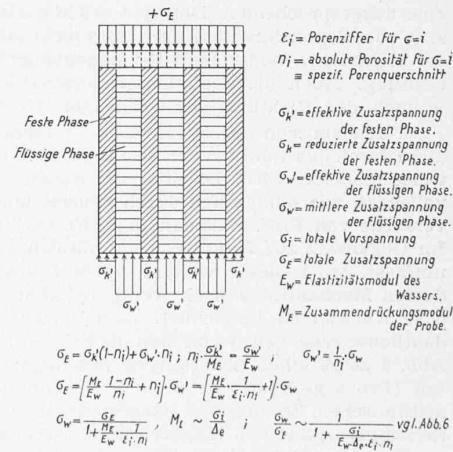 +σE
εi = Porenziffer für σ=i
ni = absolute Porosität für σ=i
≡ spezif. Porenquerschnitt
Feste Phase
Flüssige Phase
σk' = effektive Zusatzspannung
der festen Phase.
σk = reduzierte Zusatzspannung
der festen Phase.
σw' = effektive Zusatzspannung
der flüssigen Phase.
σw = mittlere Zusatzspannung
der flüssigen Phase.
σi = totale Vorspannung
σE = totale Zusatzspannung
Ew = Elastizitätsmodul des
Wassers.
ME = Zusammendrückungsmodul
der Probe.
σk' σk' σk' σk'
σw' σw σw'
σE = σk'(1-ni) + σw'·ni ; ni·σk'/ME = σw'/Ew ; σw' = 1/ni·σw
σE = [ME/Ew · (1-ni)/ni + ni]·σw' = [ME/Ew · 1/(εi·ni) + 1]·σw
σw = σE/(1 + ME/Ew · 1/(εi·ni)) , ME ~ σi/Δe ; σw/σE ~ 1/(1 + σi/(Ew·Δe·εi·ni)) vgl. Abb. 6